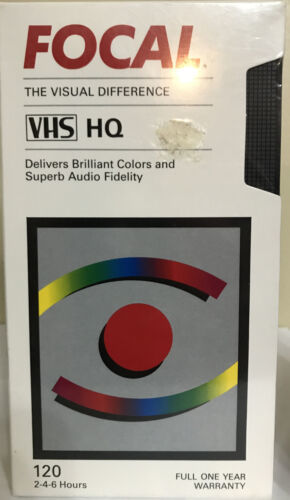 FOCAL
THE VISUAL DIFFERENCE
VHS HQ
Delivers Brilliant Colors and
Superb Audio Fidelity
120
2-4-6 Hours
FULL ONE YEAR
WARRANTY